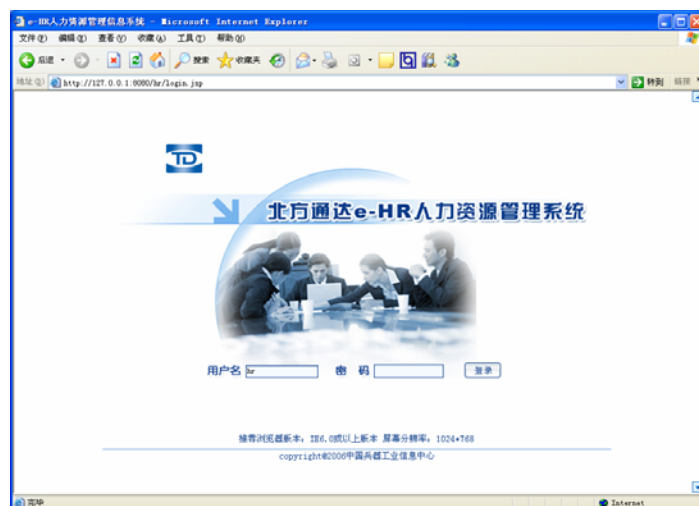 e-HR人力资源管理信息系统 - Microsoft Internet Explorer
文件(F) 编辑(E) 查看(V) 收藏(A) 工具(T) 帮助(H)
后退 搜索 收藏夹
地址(D) http://127.0.0.1:8080/hr/login.jsp 转到 链接
TD
北方通达e-HR人力资源管理系统
用户名 hr 密 码 登录
推荐浏览器版本：IE6.0或以上版本 屏幕分辨率：1024*768
copyright@2006中国兵器工业信息中心
完毕 Internet